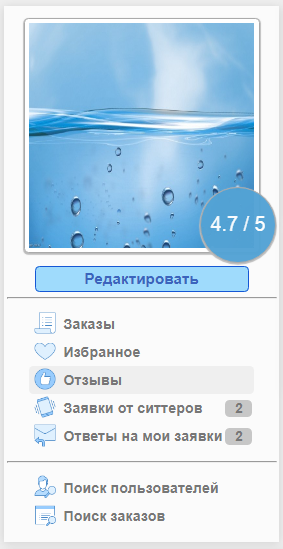 4.7 / 5
Редактировать
Заказы
Избранное
Отзывы
Заявки от ситтеров 2
Ответы на мои заявки 2
Поиск пользователей
Поиск заказов